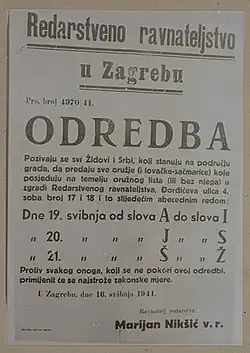 Redarstveno ravnateljstvo
u Zagrebu
Prs. broj 4970 41.
ODREDBA
Pozivaju se svi Židovi i Srbi, koji stanuju na području
grada, da predaju sve oružje (i lovačke-sačmarice) koje
posjeduju na temelju oružnog lista (ili bez njega) u
zgradi Redarstvenog ravnateljstva, Đorđićeva ulica 4.
soba broj 17 i 18 i to slijedećim abecednim redom:
Dne 19. svibnja od slova A do slova I
„ 20. „ „ „ J „ „ S
„ 21. „ „ „ Š „ „ Ž
Protiv svakog onoga, koji se ne pokori ovoj odredbi,
primijenit će se najstrože zakonske mjere.
U Zagrebu, dne 16. svibnja 1941.
Ravnatelj redarstva:
Marijan Nikšić v. r.